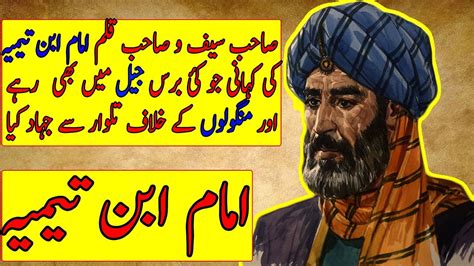 صاحب سیف و صاحب قلم امام ابن تیمیہ
کی کہانی جو کئ برس جیل میں بھی رہے
اور منگولوں کے خلاف تلوار سے جہاد کیا
امام ابن تیمیہ